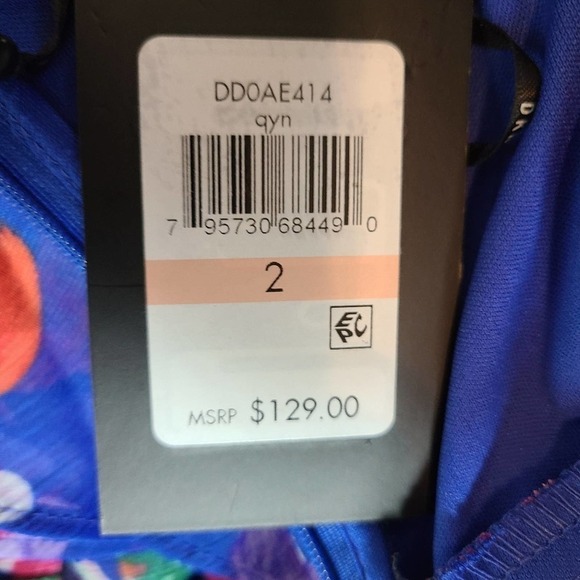 DD0AE414
qyn
7 95730 68449 0
2
EPC
MSRP $129.00